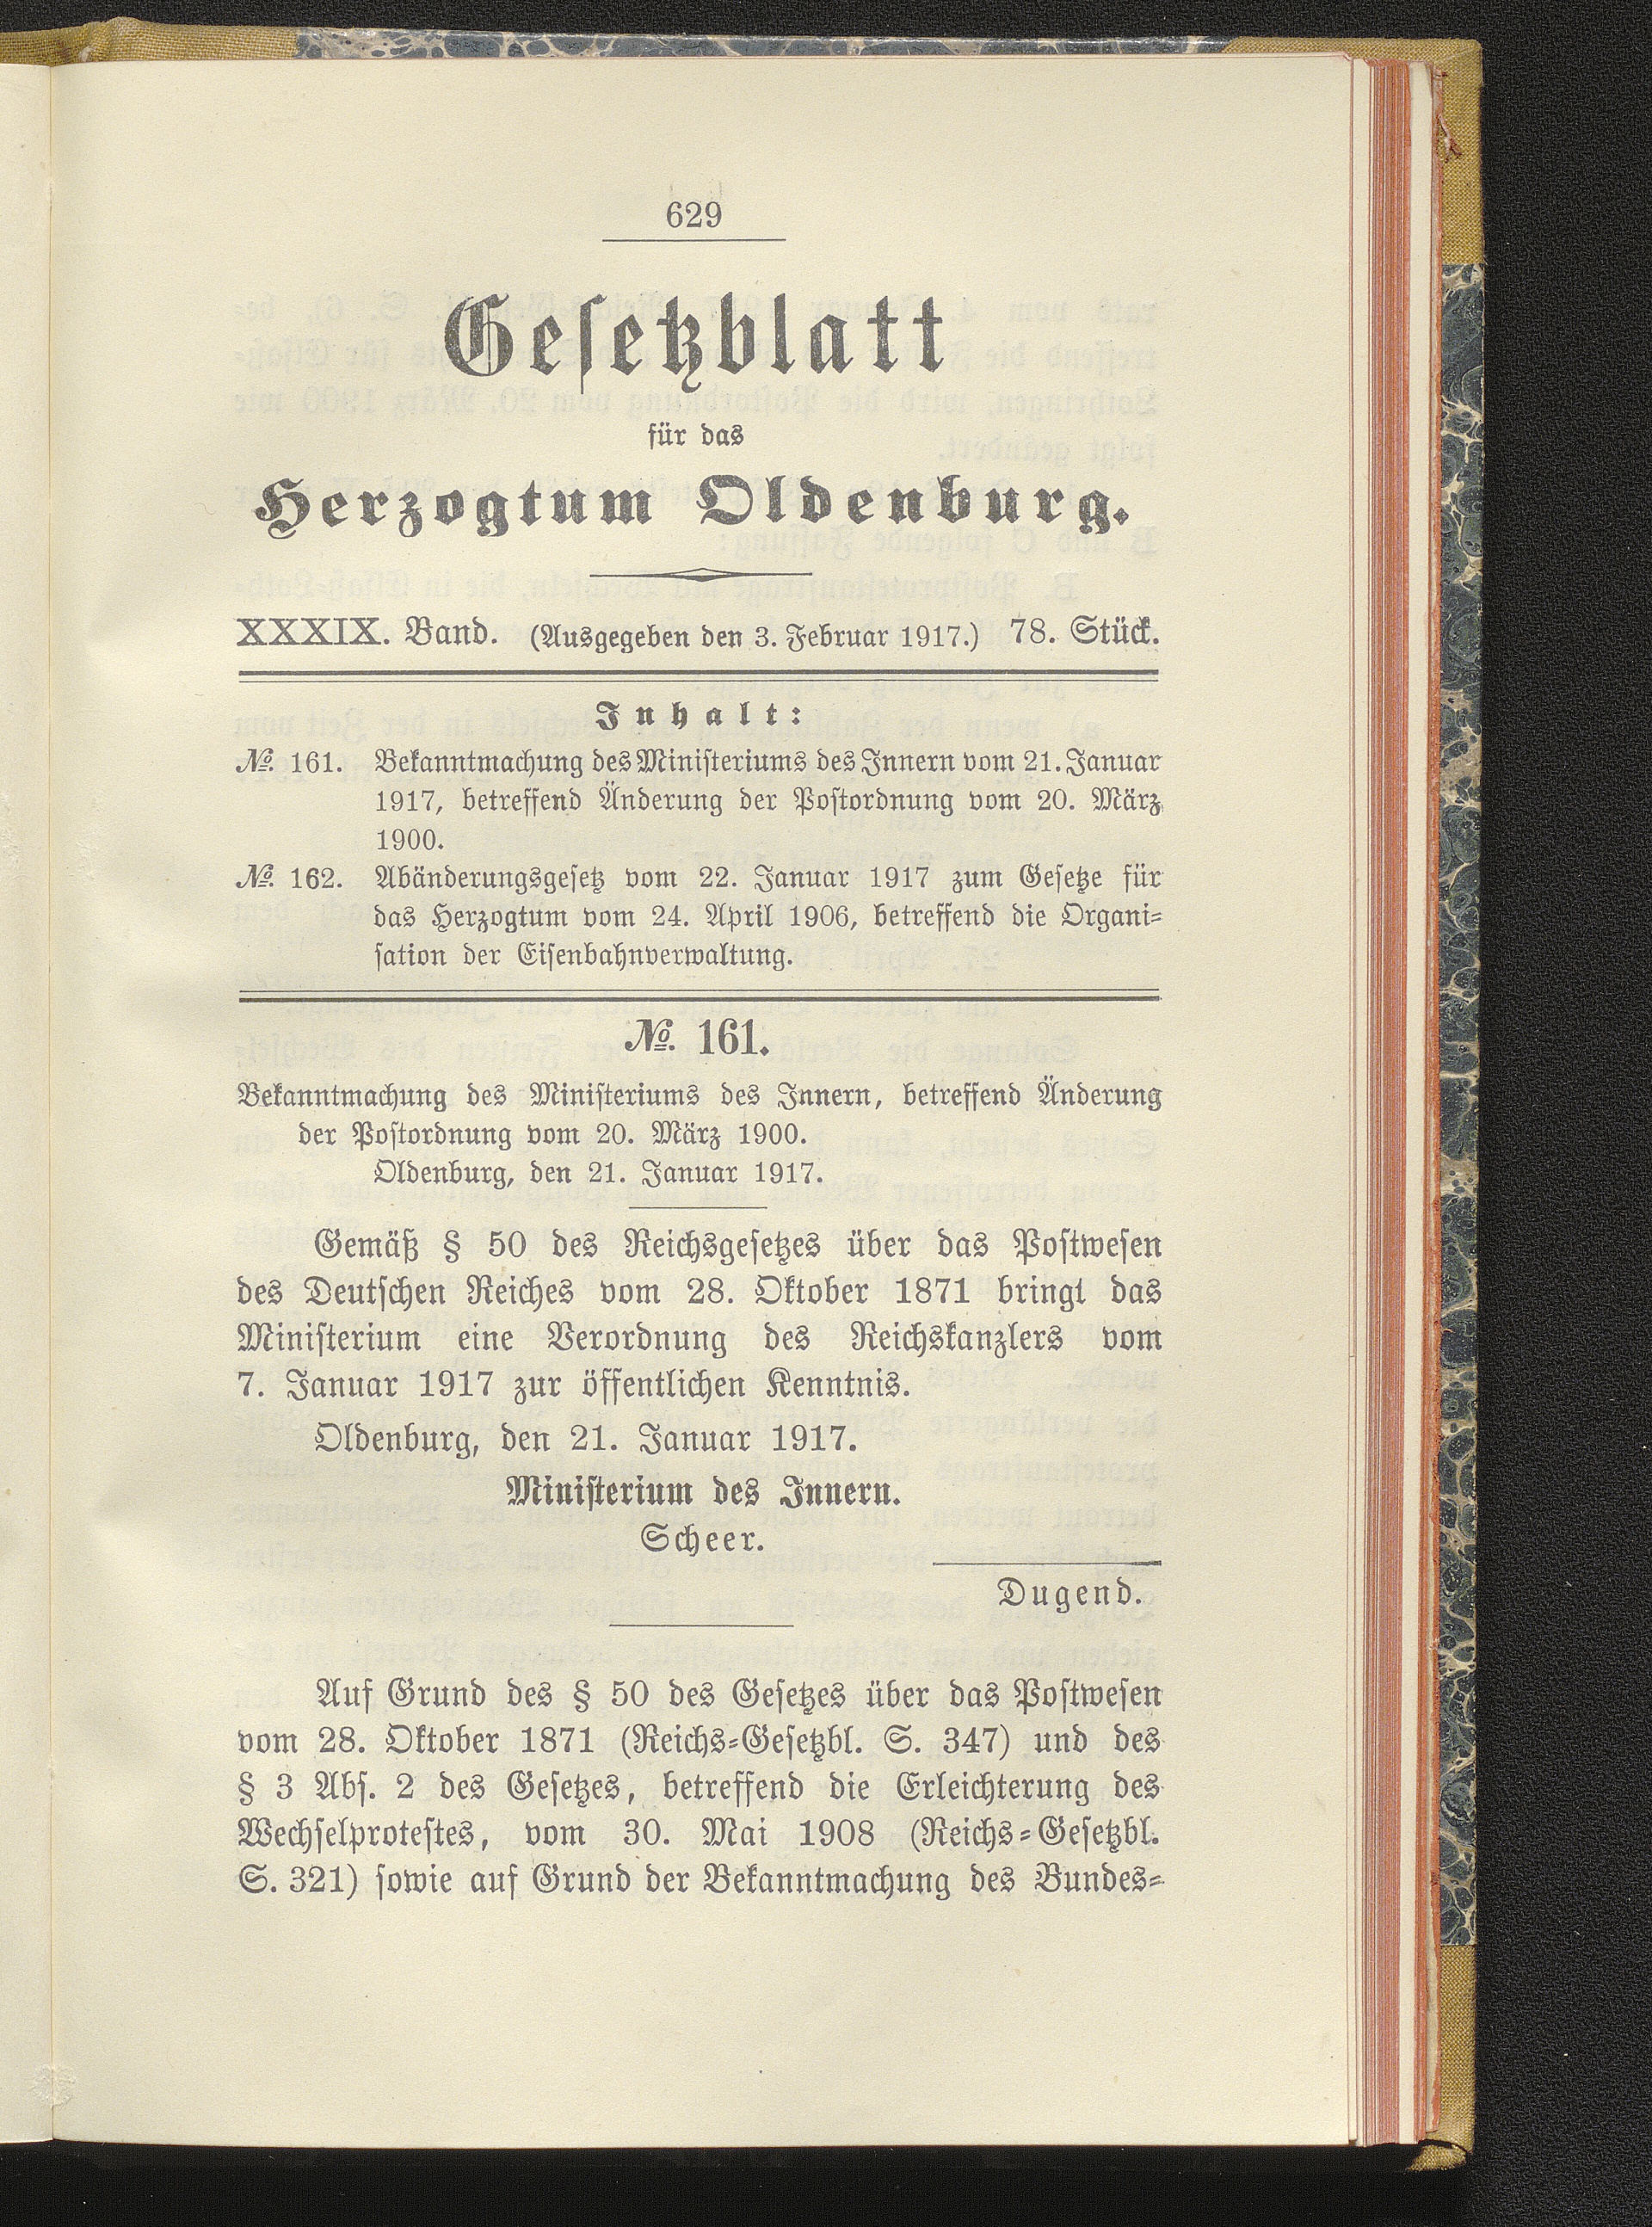 629
Gesetzblatt
für das
Herzogtum Oldenburg.
XXXIX. Band. (Ausgegeben den 3. Februar 1917.) 78. Stück.
Inhalt:
№. 161. Bekanntmachung des Ministeriums des Innern vom 21. Januar
1917, betreffend Änderung der Postordnung vom 20. März
1900.
№. 162. Abänderungsgesetz vom 22. Januar 1917 zum Gesetze für
das Herzogtum vom 24. April 1906, betreffend die Organi-
sation der Eisenbahnverwaltung.
№. 161.
Bekanntmachung des Ministeriums des Innern, betreffend Änderung
der Postordnung vom 20. März 1900.
Oldenburg, den 21. Januar 1917.
Gemäß § 50 des Reichsgesetzes über das Postwesen
des Deutschen Reiches vom 28. Oktober 1871 bringt das
Ministerium eine Verordnung des Reichskanzlers vom
7. Januar 1917 zur öffentlichen Kenntnis.
Oldenburg, den 21. Januar 1917.
Ministerium des Innern.
Scheer.
Dugend.
Auf Grund des § 50 des Gesetzes über das Postwesen
vom 28. Oktober 1871 (Reichs-Gesetzbl. S. 347) und des
§ 3 Abs. 2 des Gesetzes, betreffend die Erleichterung des
Wechselprotestes, vom 30. Mai 1908 (Reichs-Gesetzbl.
S. 321) sowie auf Grund der Bekanntmachung des Bundes-